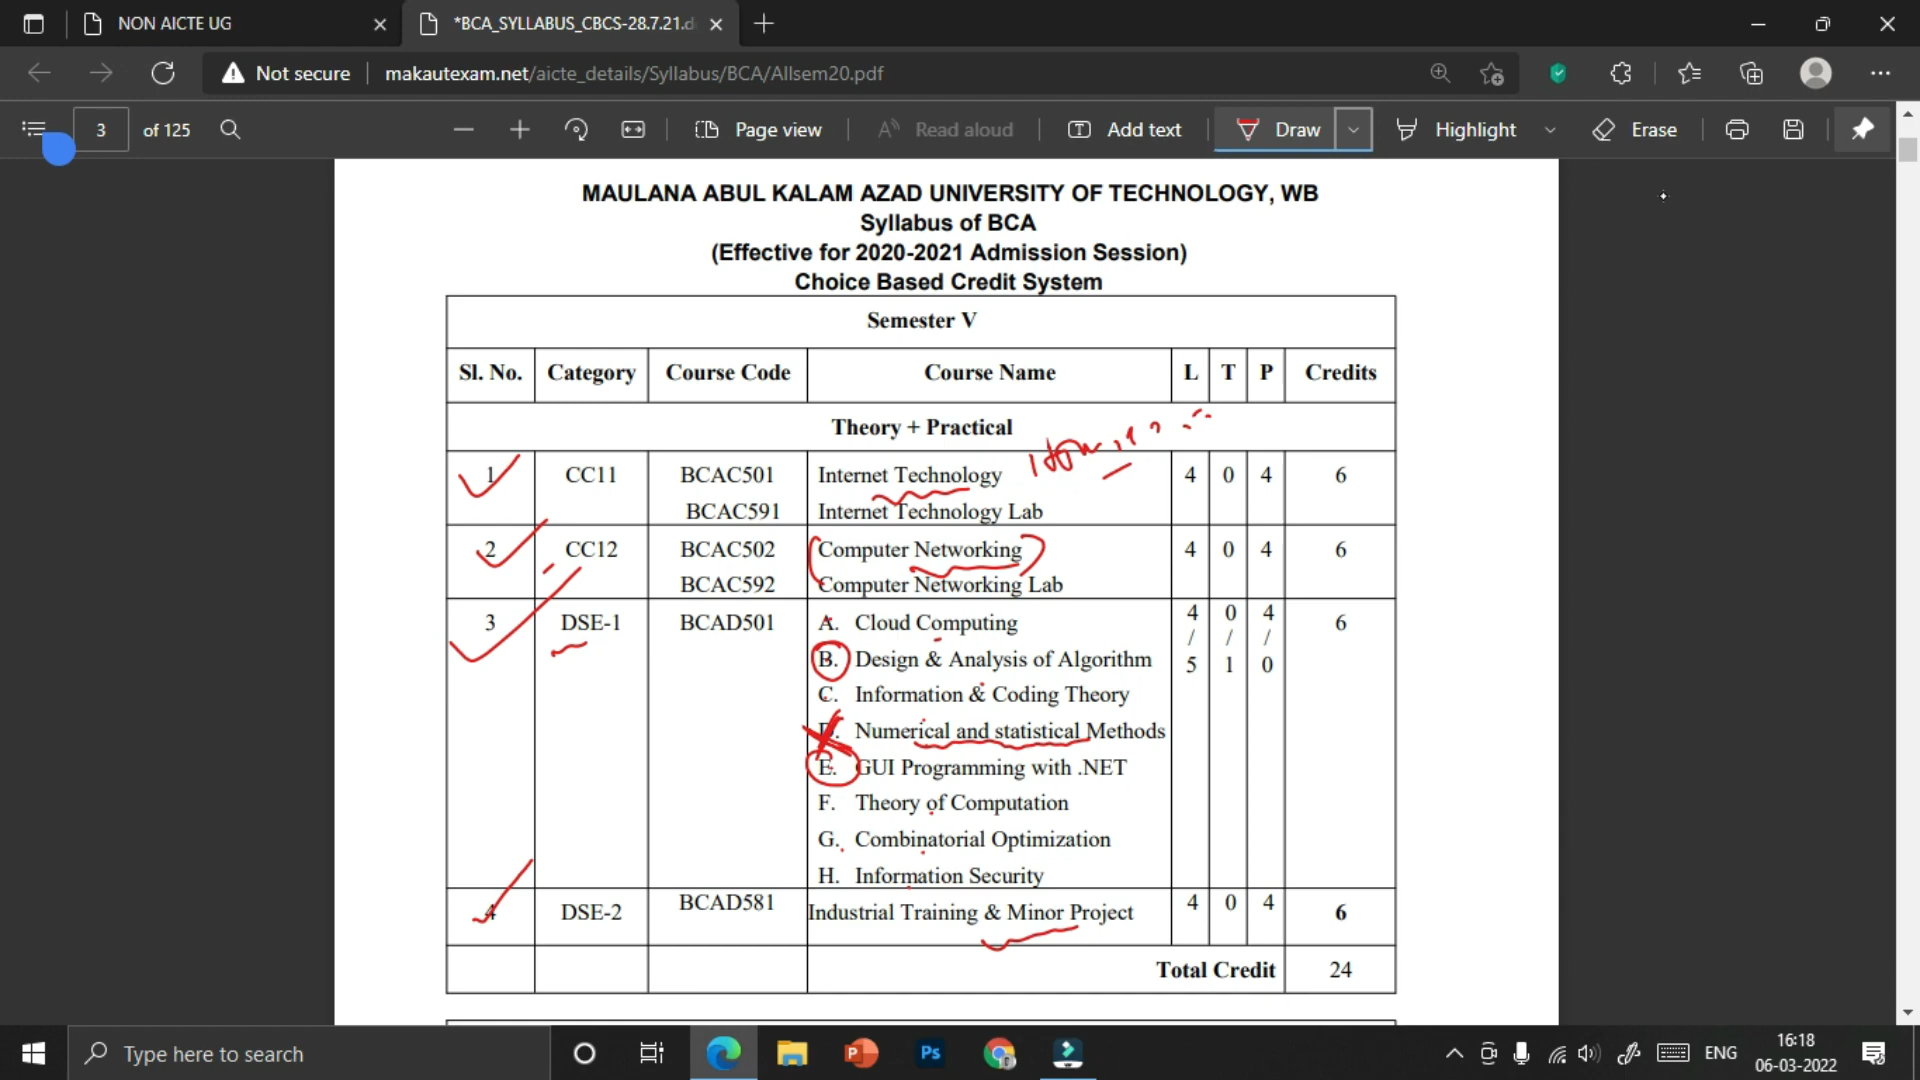 NON AICTE UG
*BCA_SYLLABUS_CBCS-28.7.21.d
Not secure
makautexam.net/aicte_details/Syllabus/BCA/Allsem20.pdf
3 of 125
Page view
Read aloud
Add text
Draw
Highlight
Erase
MAULANA ABUL KALAM AZAD UNIVERSITY OF TECHNOLOGY, WB
Syllabus of BCA
(Effective for 2020-2021 Admission Session)
Choice Based Credit System
Semester V
Sl. No. Category Course Code Course Name L T P Credits
Theory + Practical
1 CC11 BCAC501 Internet Technology 4 0 4 6
BCAC591 Internet Technology Lab
2 CC12 BCAC502 Computer Networking 4 0 4 6
BCAC592 Computer Networking Lab
3 DSE-1 BCAD501 A. Cloud Computing 4 / 5 0 / 1 4 / 0 6
B. Design & Analysis of Algorithm
C. Information & Coding Theory
D. Numerical and statistical Methods
E. GUI Programming with .NET
F. Theory of Computation
G. Combinatorial Optimization
H. Information Security
4 DSE-2 BCAD581 Industrial Training & Minor Project 4 0 4 6
Total Credit 24
Type here to search
ENG
16:18
06-03-2022